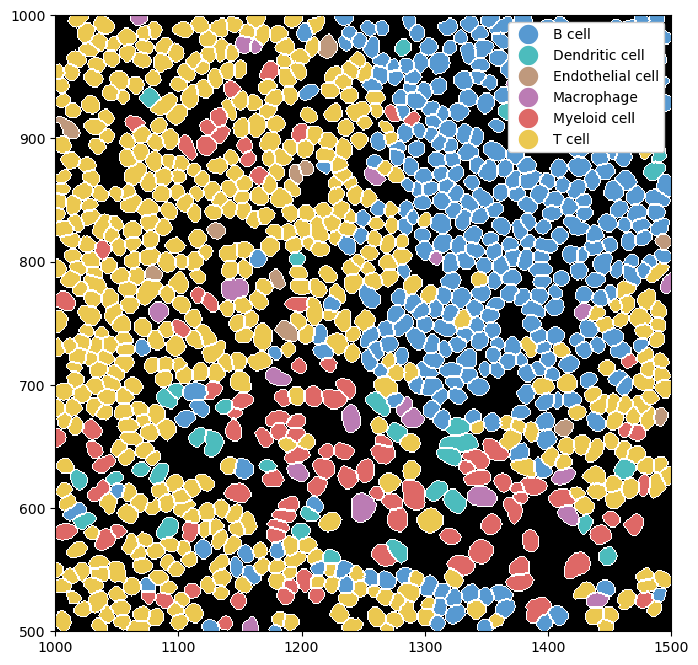 1000
900
800
700
600
500
1000
1100
1200
1300
1400
1500
B cell
Dendritic cell
Endothelial cell
Macrophage
Myeloid cell
T cell